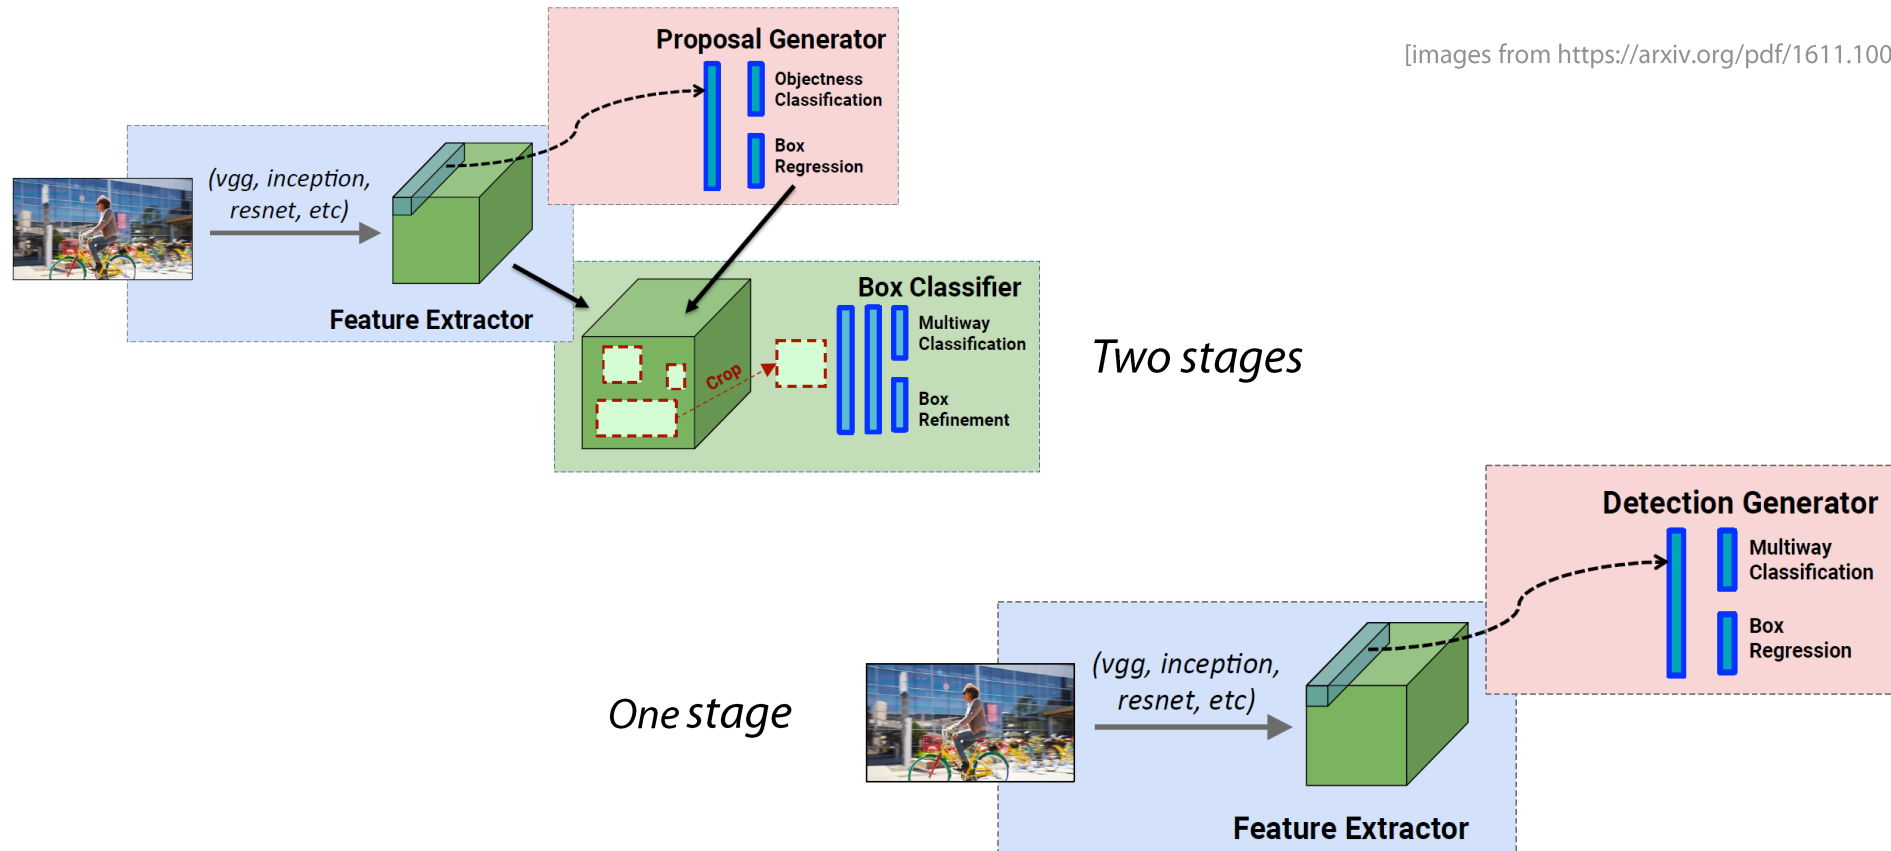 Proposal Generator
Objectness
Classification
Box
Regression
[images from https://arxiv.org/pdf/1611.100
(vgg, inception,
resnet, etc)
Feature Extractor
Box Classifier
Multiway
Classification
Crop
Box
Refinement
Two stages
Detection Generator
Multiway
Classification
Box
Regression
(vgg, inception,
resnet, etc)
One stage
Feature Extractor